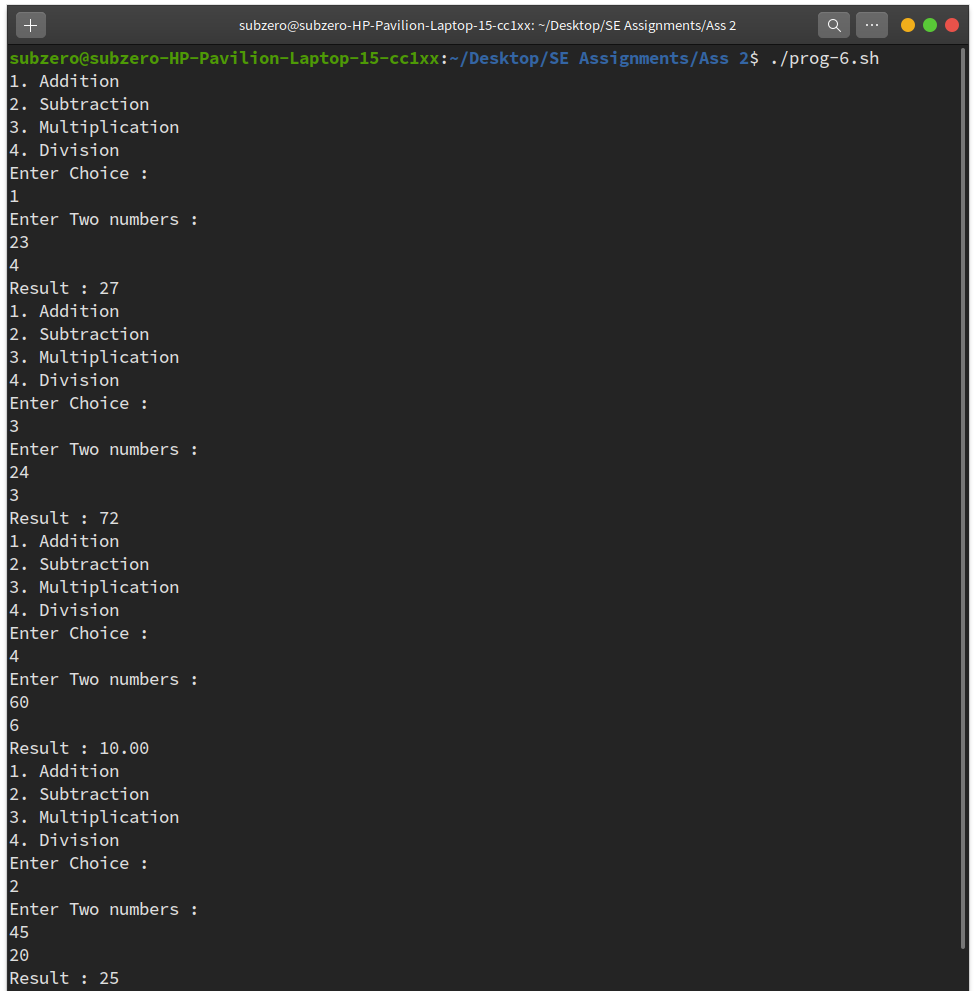 subzero@subzero-HP-Pavilion-Laptop-15-cc1xx: ~/Desktop/SE Assignments/Ass 2
subzero@subzero-HP-Pavilion-Laptop-15-cc1xx:~/Desktop/SE Assignments/Ass 2$ ./prog-6.sh
1. Addition
2. Subtraction
3. Multiplication
4. Division
Enter Choice :
1
Enter Two numbers :
23
4
Result : 27
1. Addition
2. Subtraction
3. Multiplication
4. Division
Enter Choice :
3
Enter Two numbers :
24
3
Result : 72
1. Addition
2. Subtraction
3. Multiplication
4. Division
Enter Choice :
4
Enter Two numbers :
60
6
Result : 10.00
1. Addition
2. Subtraction
3. Multiplication
4. Division
Enter Choice :
2
Enter Two numbers :
45
20
Result : 25